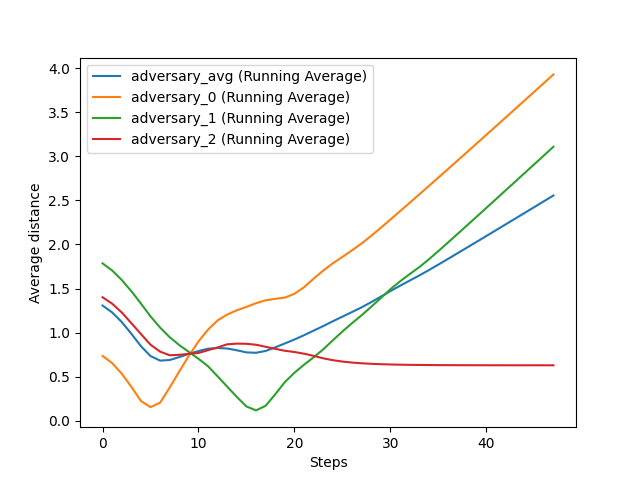 adversary_avg (Running Average)
adversary_0 (Running Average)
adversary_1 (Running Average)
adversary_2 (Running Average)
4.0
3.5
3.0
2.5
2.0
1.5
1.0
0.5
0.0
Average distance
0 10 20 30 40
Steps